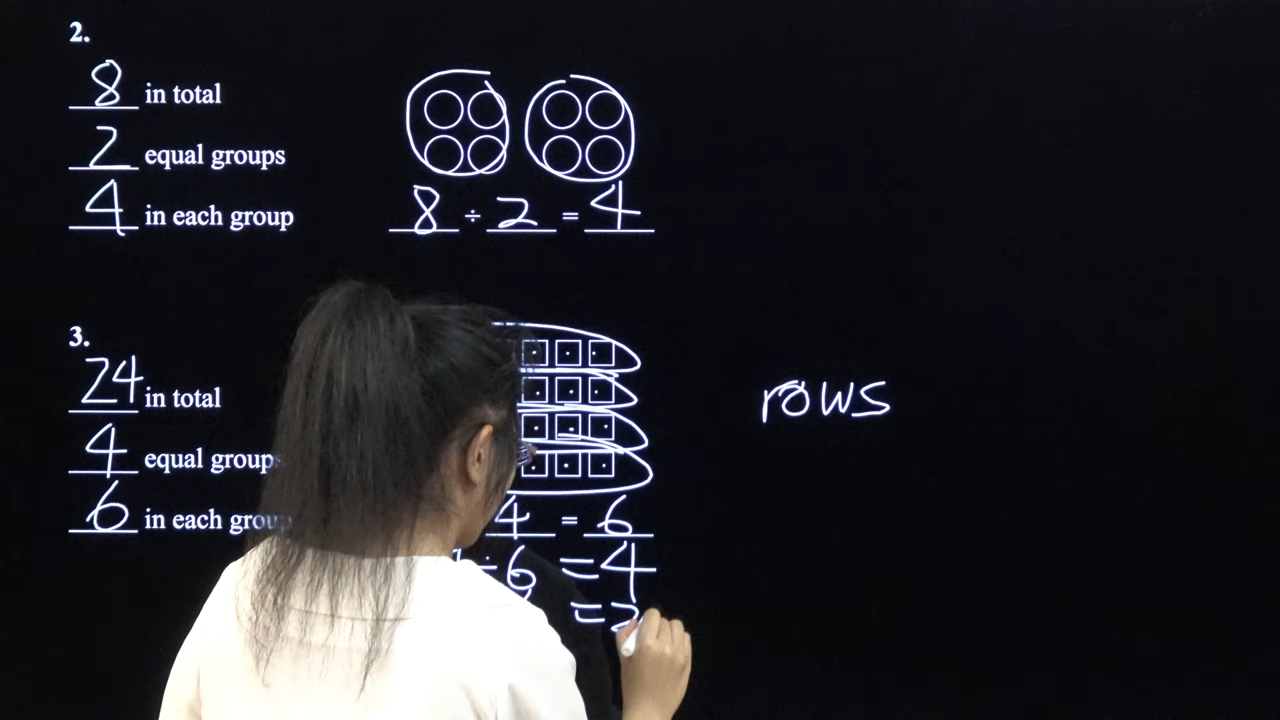 2.
8 in total
2 equal groups
4 in each group
8 ÷ 2 = 4
3.
24 in total
4 equal groups
6 in each group
4 = 6
÷ 6 = 4
=
rows